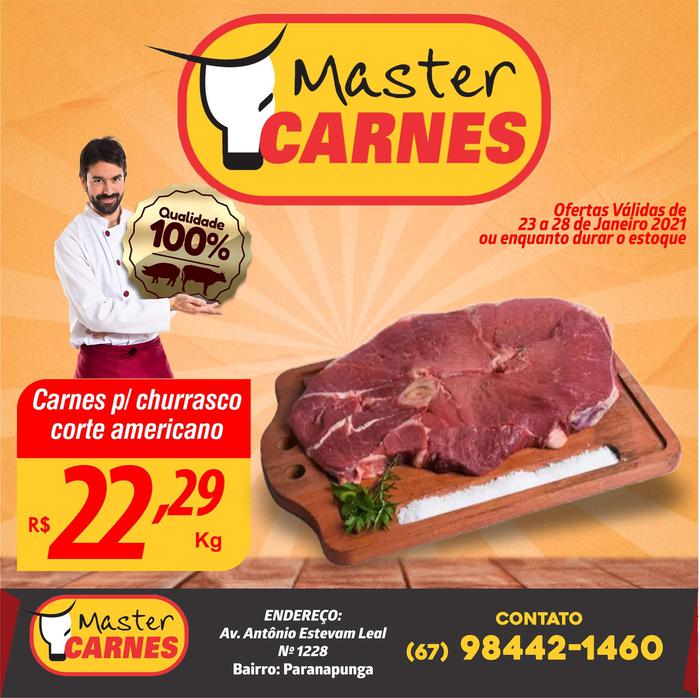 Master
CARNES
Qualidade
100%
Ofertas Válidas de
23 a 28 de Janeiro 2021
ou enquanto durar o estoque
Carnes p/ churrasco
corte americano
R$ 22,29
Kg
Master
CARNES
ENDEREÇO:
Av. Antônio Estevam Leal
Nº 1228
Bairro: Paranapunga
CONTATO
(67) 98442-1460